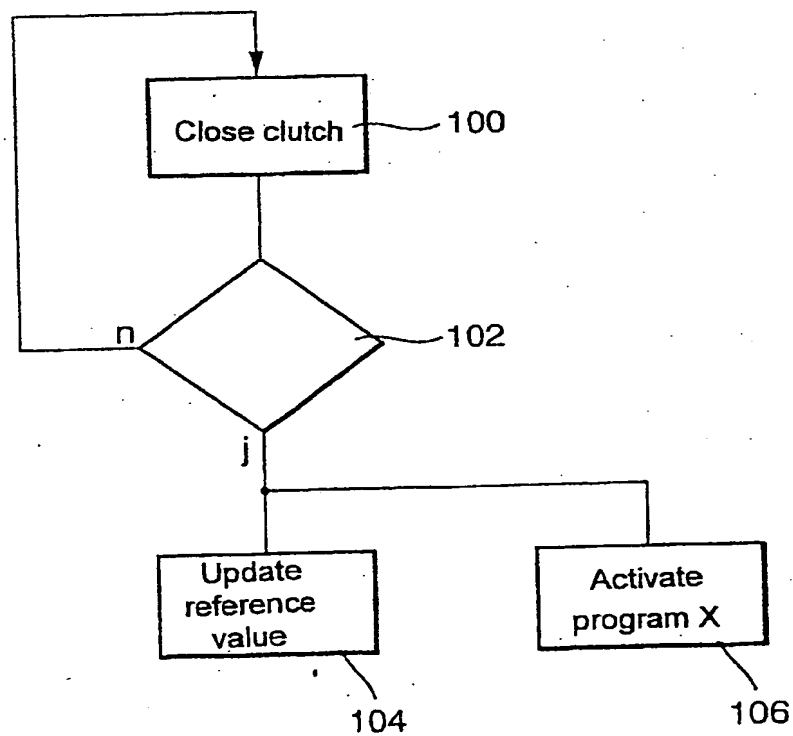 Close clutch
100
n
102
j
Update
reference
value
Activate
program X
104
106